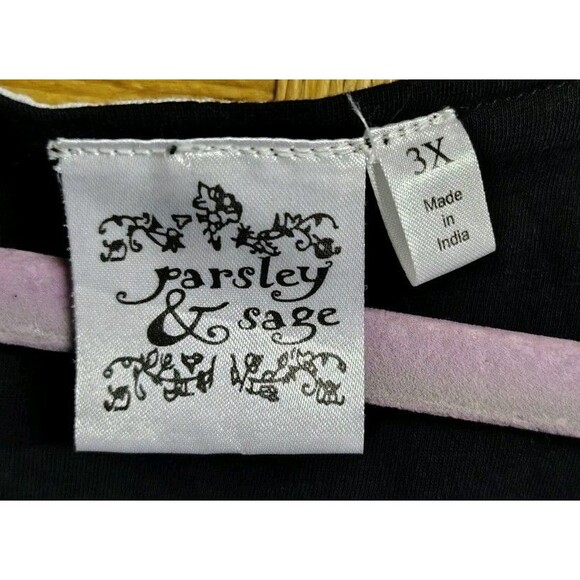 parsley
& sage
3X
Made
in
India